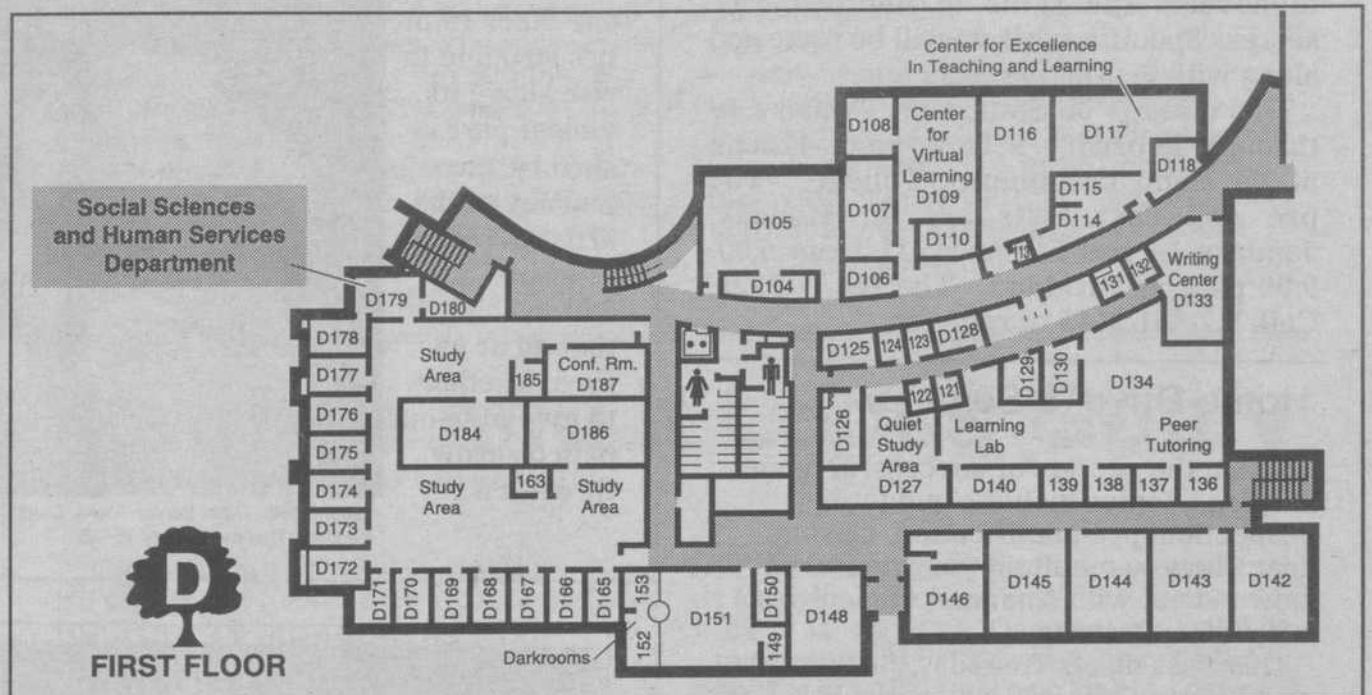 Center for Excellence
In Teaching and Learning
D108
Center
for
Virtual
Learning
D109
D116
D117
D118
D115
D114
D107
D110
113
D106
D105
D104
Social Sciences
and Human Services
Department
D179
D180
D178
D177
D176
D175
D174
D173
D172
Study
Area
185
Conf. Rm.
D187
D184
D186
163
Study
Area
Study
Area
D171
D170
D169
D168
D167
D166
D165
153
152
Darkrooms
D151
D150
149
D148
D125
124
123
D128
131
132
Writing
Center
D133
D126
122
121
D129
D130
D134
Quiet
Study
Area
D127
Learning
Lab
Peer
Tutoring
D140
139
138
137
136
D146
D145
D144
D143
D142
D
FIRST FLOOR